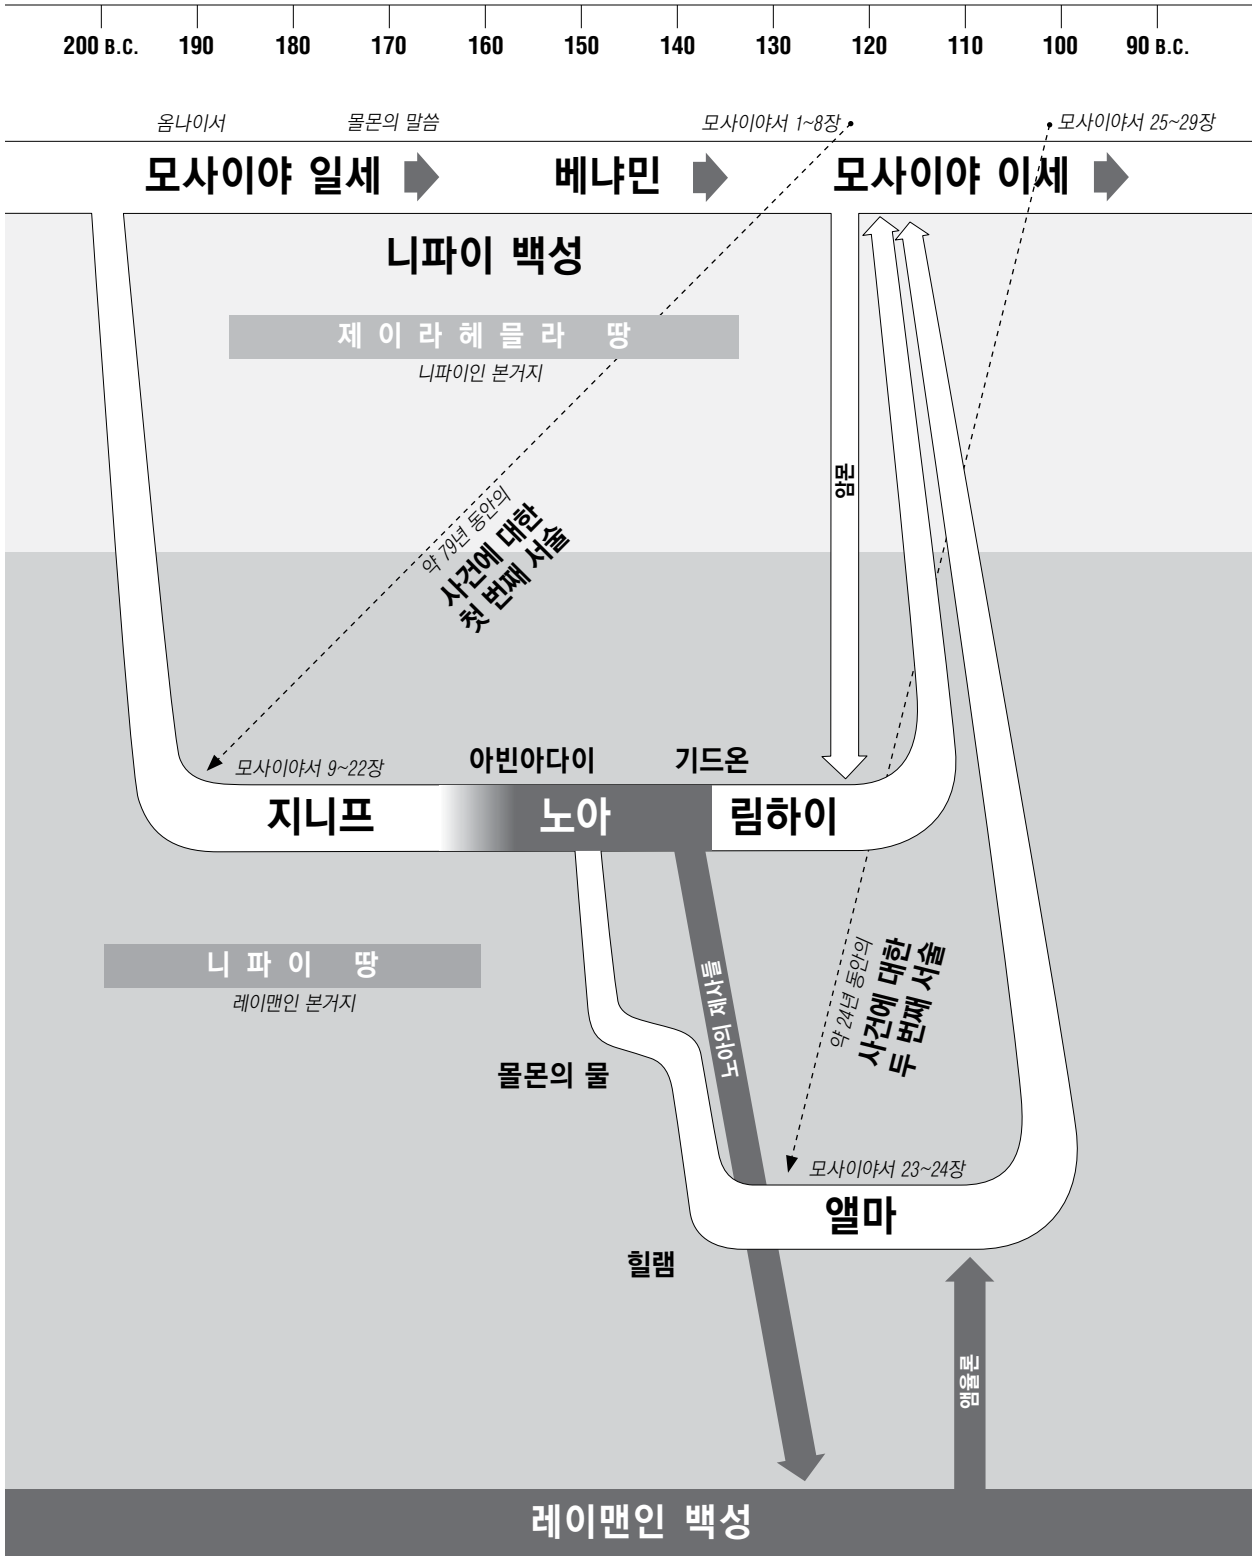 200 B.C. 190 180 170 160 150 140 130 120 110 100 90 B.C.
옴나이서 몰몬의 말씀 모사이야서 1~8장 모사이야서 25~29장
모사이야 일세 베냐민 모사이야 이세
니파이 백성
제이라헤믈라 땅
니파이인 본거지
암몬
약 79년 동안의
사건에 대한
첫 번째 서술
모사이야서 9~22장 아빈아다이 기드온
지니프 노아 림하이
니파이 땅
레이맨인 본거지
노아의 제사들
약 24년 동안의
사건에 대한
두 번째 서술
몰몬의 물
모사이야서 23~24장
앨마
힐램
앰율론
레이맨인 백성